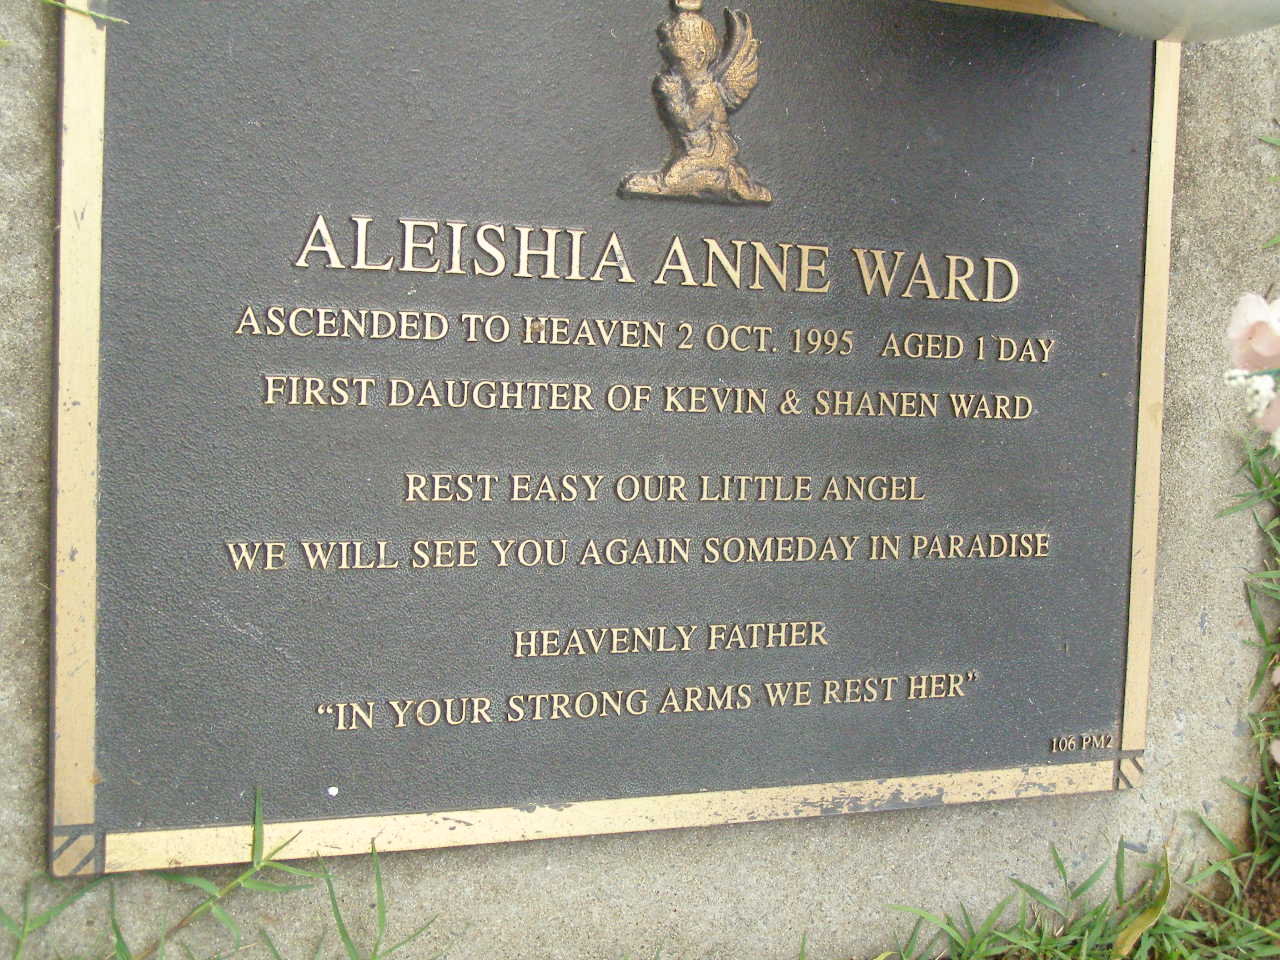 ALEISHIA ANNE WARD
ASCENDED TO HEAVEN 2 OCT. 1995 AGED 1 DAY
FIRST DAUGHTER OF KEVIN & SHANEN WARD
REST EASY OUR LITTLE ANGEL
WE WILL SEE YOU AGAIN SOMEDAY IN PARADISE
HEAVENLY FATHER
“IN YOUR STRONG ARMS WE REST HER”
106 PM2